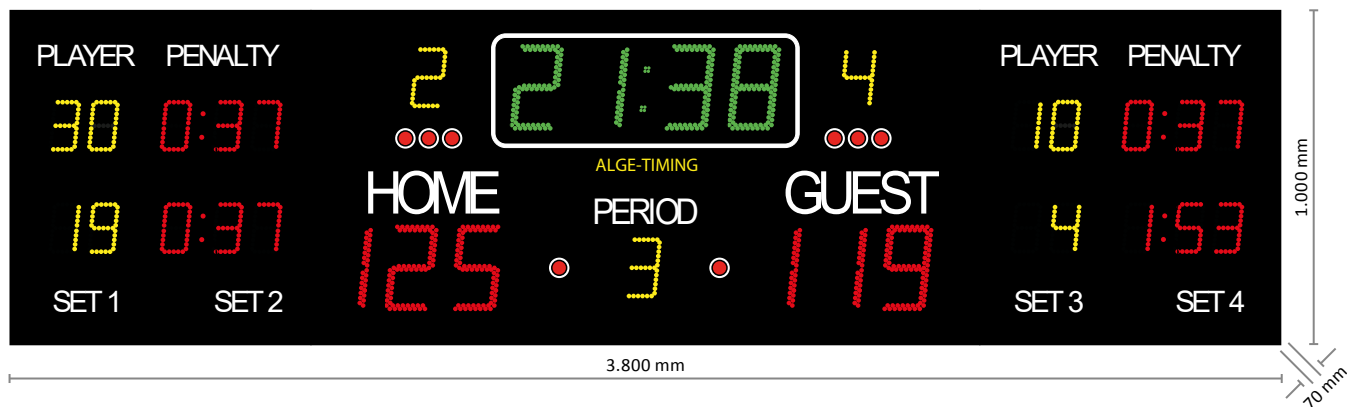 PLAYER PENALTY 2 21:38 4 PLAYER PENALTY
30 0:37 10 0:37
ALGE-TIMING
HOME GUEST
PERIOD
19 0:37 125 3 119 4 1:53
SET 1 SET 2 SET 3 SET 4
1.000 mm
3.800 mm
70 mm